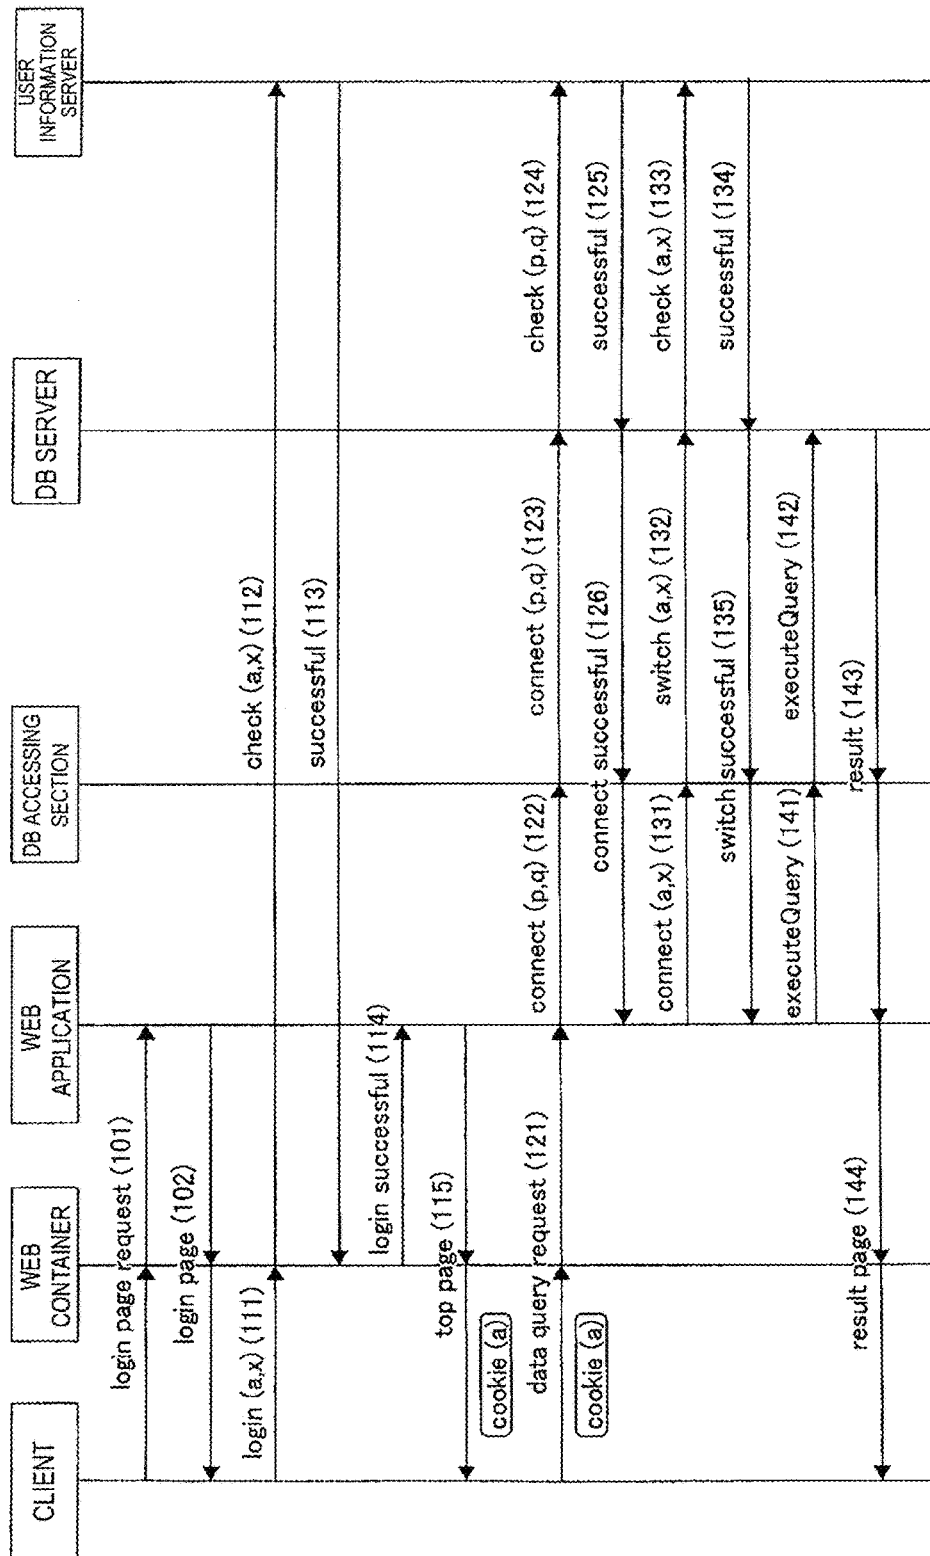 CLIENT
WEB
CONTAINER
WEB
APPLICATION
DB ACCESSING
SECTION
DB SERVER
USER
INFORMATION
SERVER
login page request (101)
login page (102)
login (a,x) (111)
check (a,x) (112)
successful (113)
login successful (114)
top page (115)
cookie (a)
data query request (121)
cookie (a)
connect (p,q) (122)
connect (p,q) (123)
check (p,q) (124)
successful (125)
connect successful (126)
connect (a,x) (131)
switch (a,x) (132)
check (a,x) (133)
successful (134)
switch successful (135)
executeQuery (141)
executeQuery (142)
result (143)
result page (144)